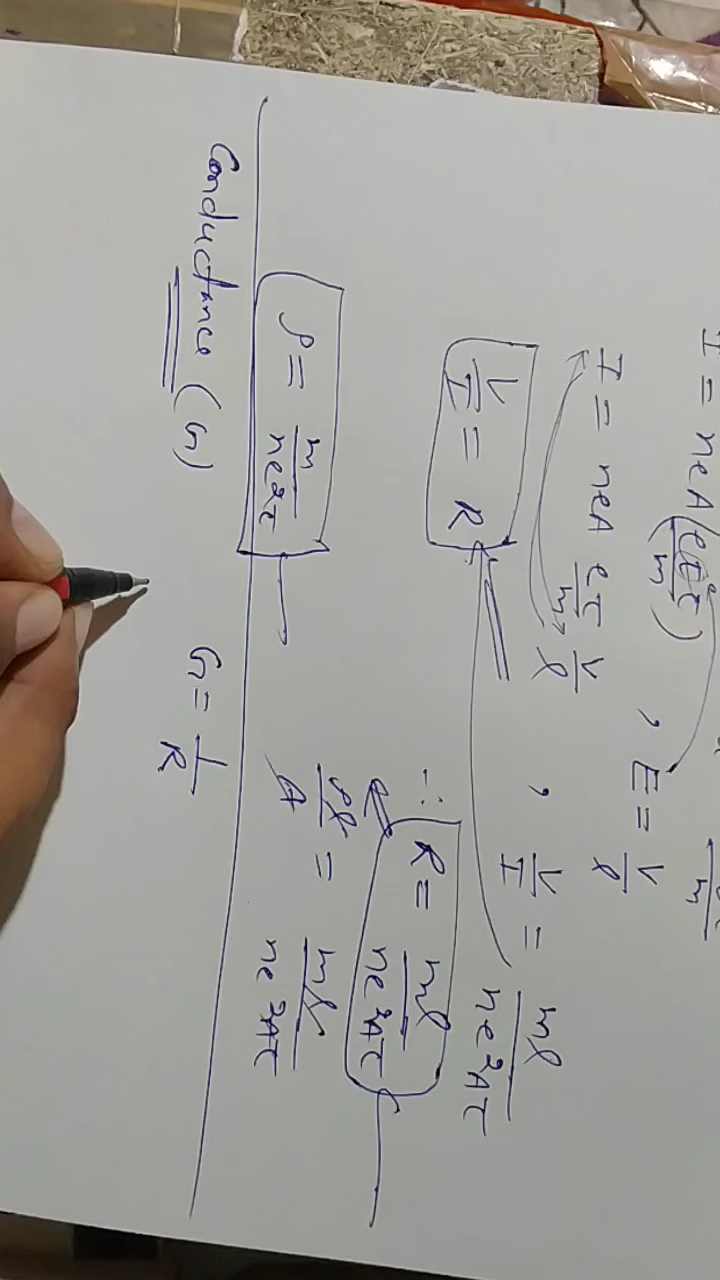 I = neA(eEτ/m)
I = neA eτ/m V/l , E = V/l
V/I = R , V/I = ml/ne²Aτ
∴ R = ml/ne²Aτ
ρl/A = ml/ne²Aτ
ρ = m/ne²τ
Conductance (G) G = 1/R